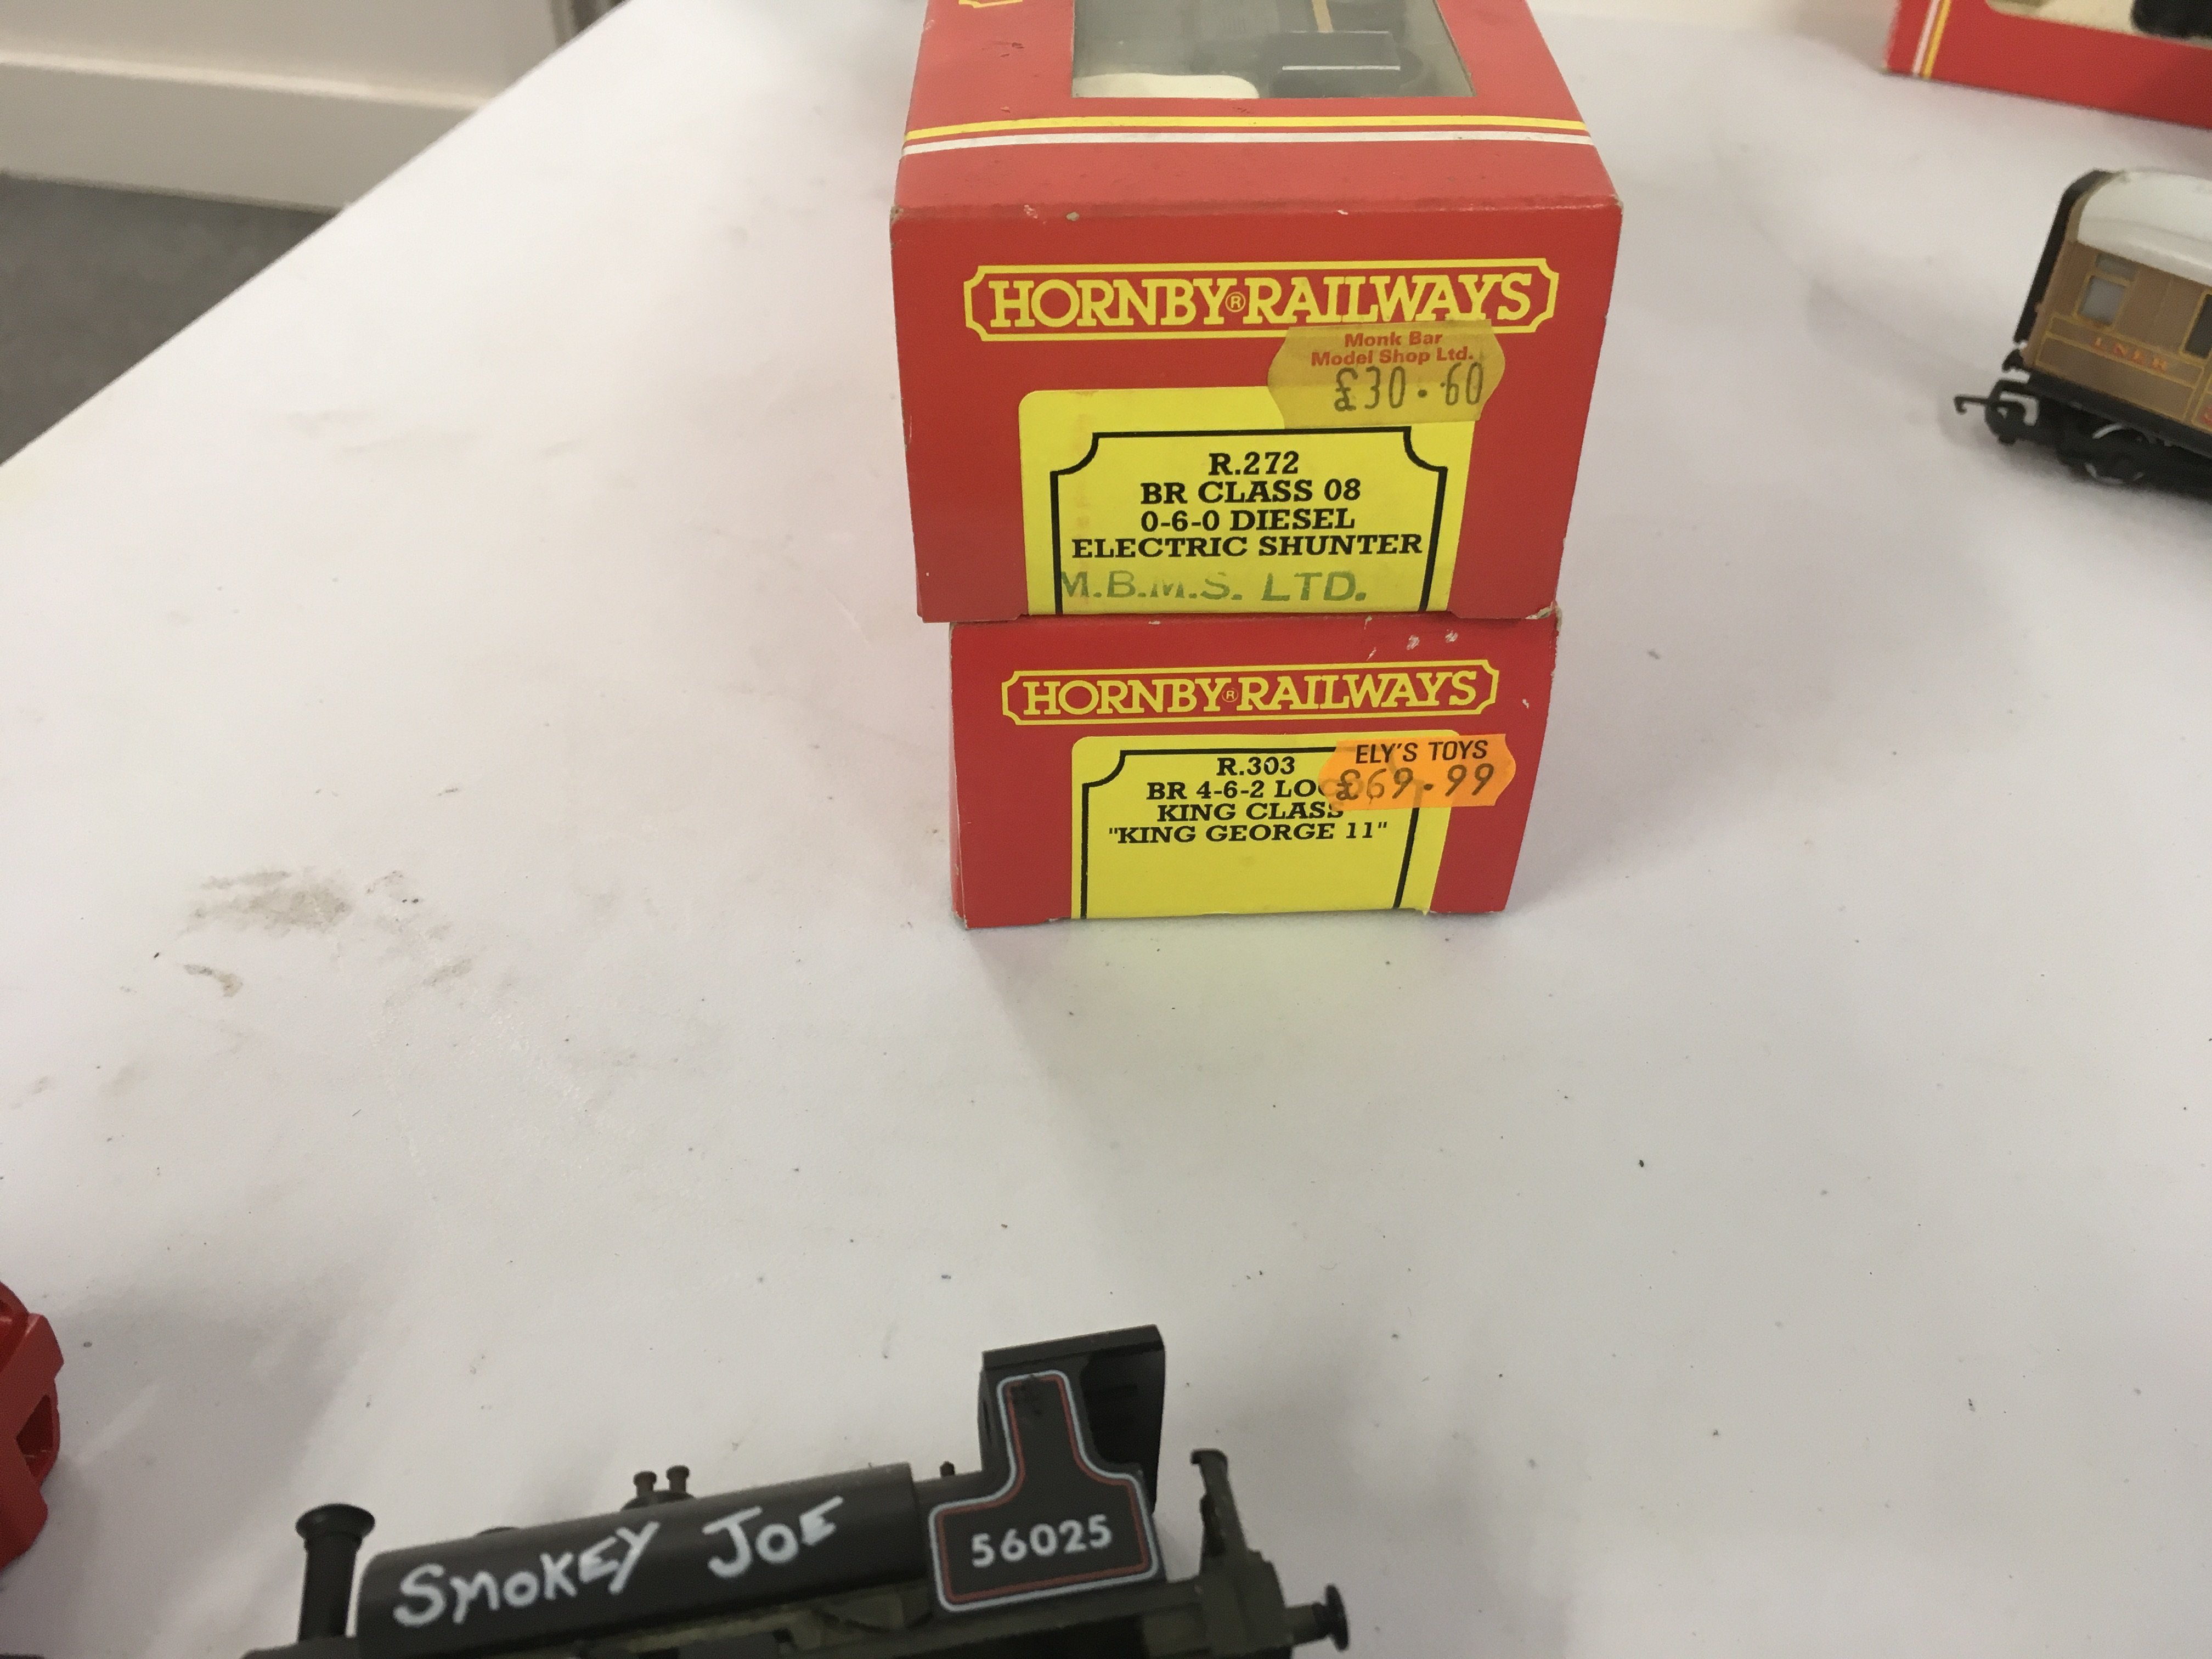 HORNBY®RAILWAYS
Monk Bar
Model Shop Ltd.
£30.60
R.272
BR CLASS 08
0-6-0 DIESEL
ELECTRIC SHUNTER
M.B.M.S. LTD.
HORNBY®RAILWAYS
ELY'S TOYS
£69.99
R.303
BR 4-6-2 LOCO
KING CLASS
"KING GEORGE 11"
LNER
SMOKEY JOE
56025